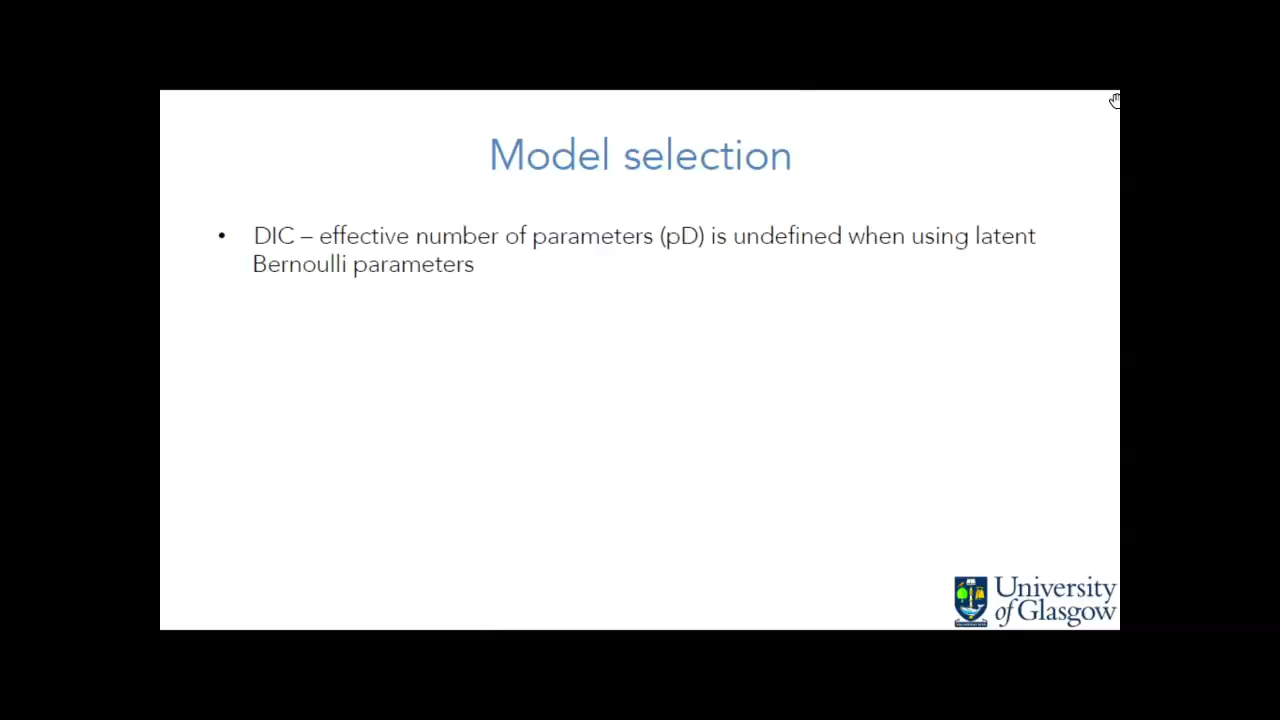 Model selection
• DIC – effective number of parameters (pD) is undefined when using latent
Bernoulli parameters
University
of Glasgow